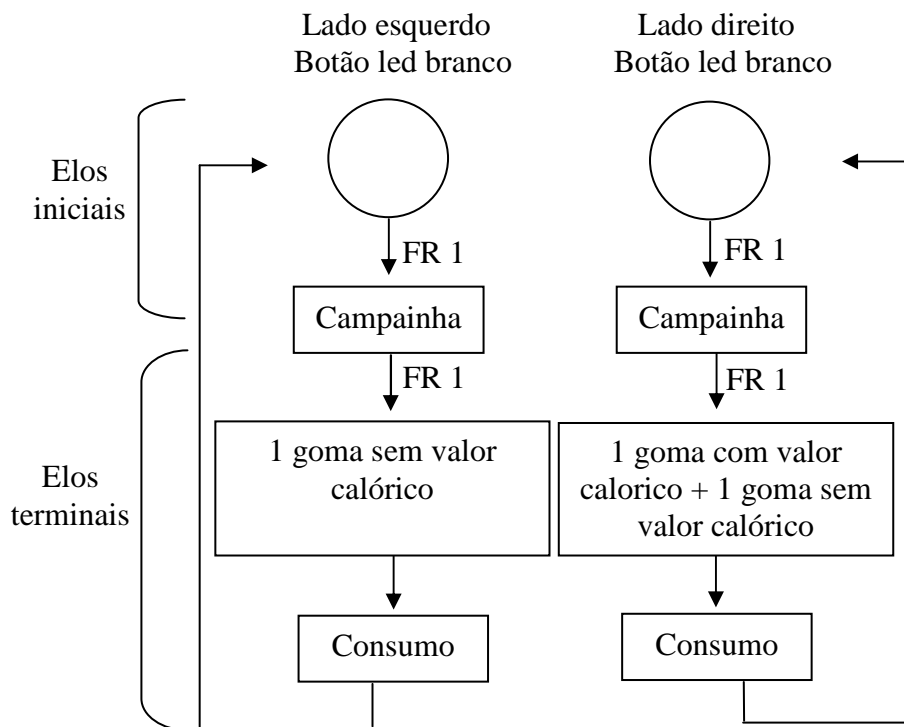 Lado esquerdo
Botão led branco
Lado direito
Botão led branco
Elos
iniciais
FR 1
FR 1
Campainha
Campainha
FR 1
FR 1
Elos
terminais
1 goma sem valor
calórico
1 goma com valor
calorico + 1 goma sem
valor calórico
Consumo
Consumo